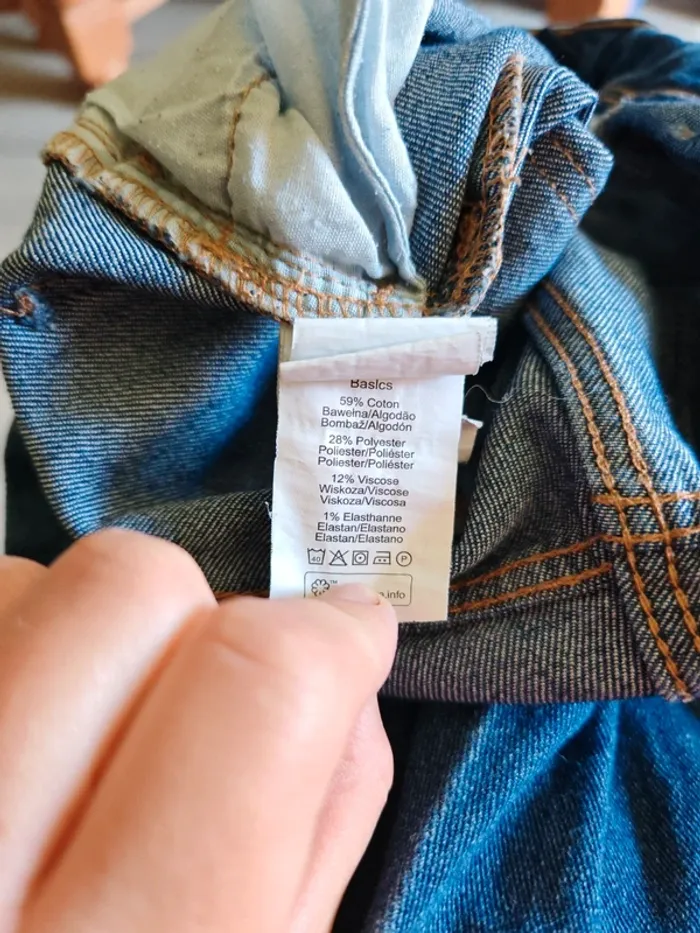 Basics
59% Coton
Bawełna/Algodão
Bombaž/Algodón
28% Polyester
Poliester/Poliéster
Poliester/Poliéster
12% Viscose
Wiskoza/Viscose
Viskoza/Viscosa
1% Elasthanne
Elastan/Elastano
Elastan/Elastano
40 P
™ .info